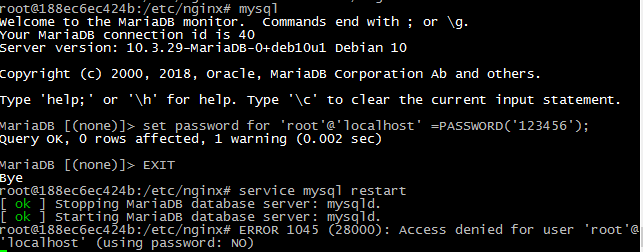 root@188ec6ec424b:/etc/nginx# mysql
Welcome to the MariaDB monitor.  Commands end with ; or \g.
Your MariaDB connection id is 40
Server version: 10.3.29-MariaDB-0+deb10u1 Debian 10
Copyright (c) 2000, 2018, Oracle, MariaDB Corporation Ab and others.
Type 'help;' or '\h' for help. Type '\c' to clear the current input statement.
MariaDB [(none)]> set password for 'root'@'localhost' =PASSWORD('123456');
Query OK, 0 rows affected, 1 warning (0.002 sec)
MariaDB [(none)]> EXIT
Bye
root@188ec6ec424b:/etc/nginx# service mysql restart
[ ok ] Stopping MariaDB database server: mysqld.
[ ok ] Starting MariaDB database server: mysqld.
root@188ec6ec424b:/etc/nginx# ERROR 1045 (28000): Access denied for user 'root'@
'localhost' (using password: NO)